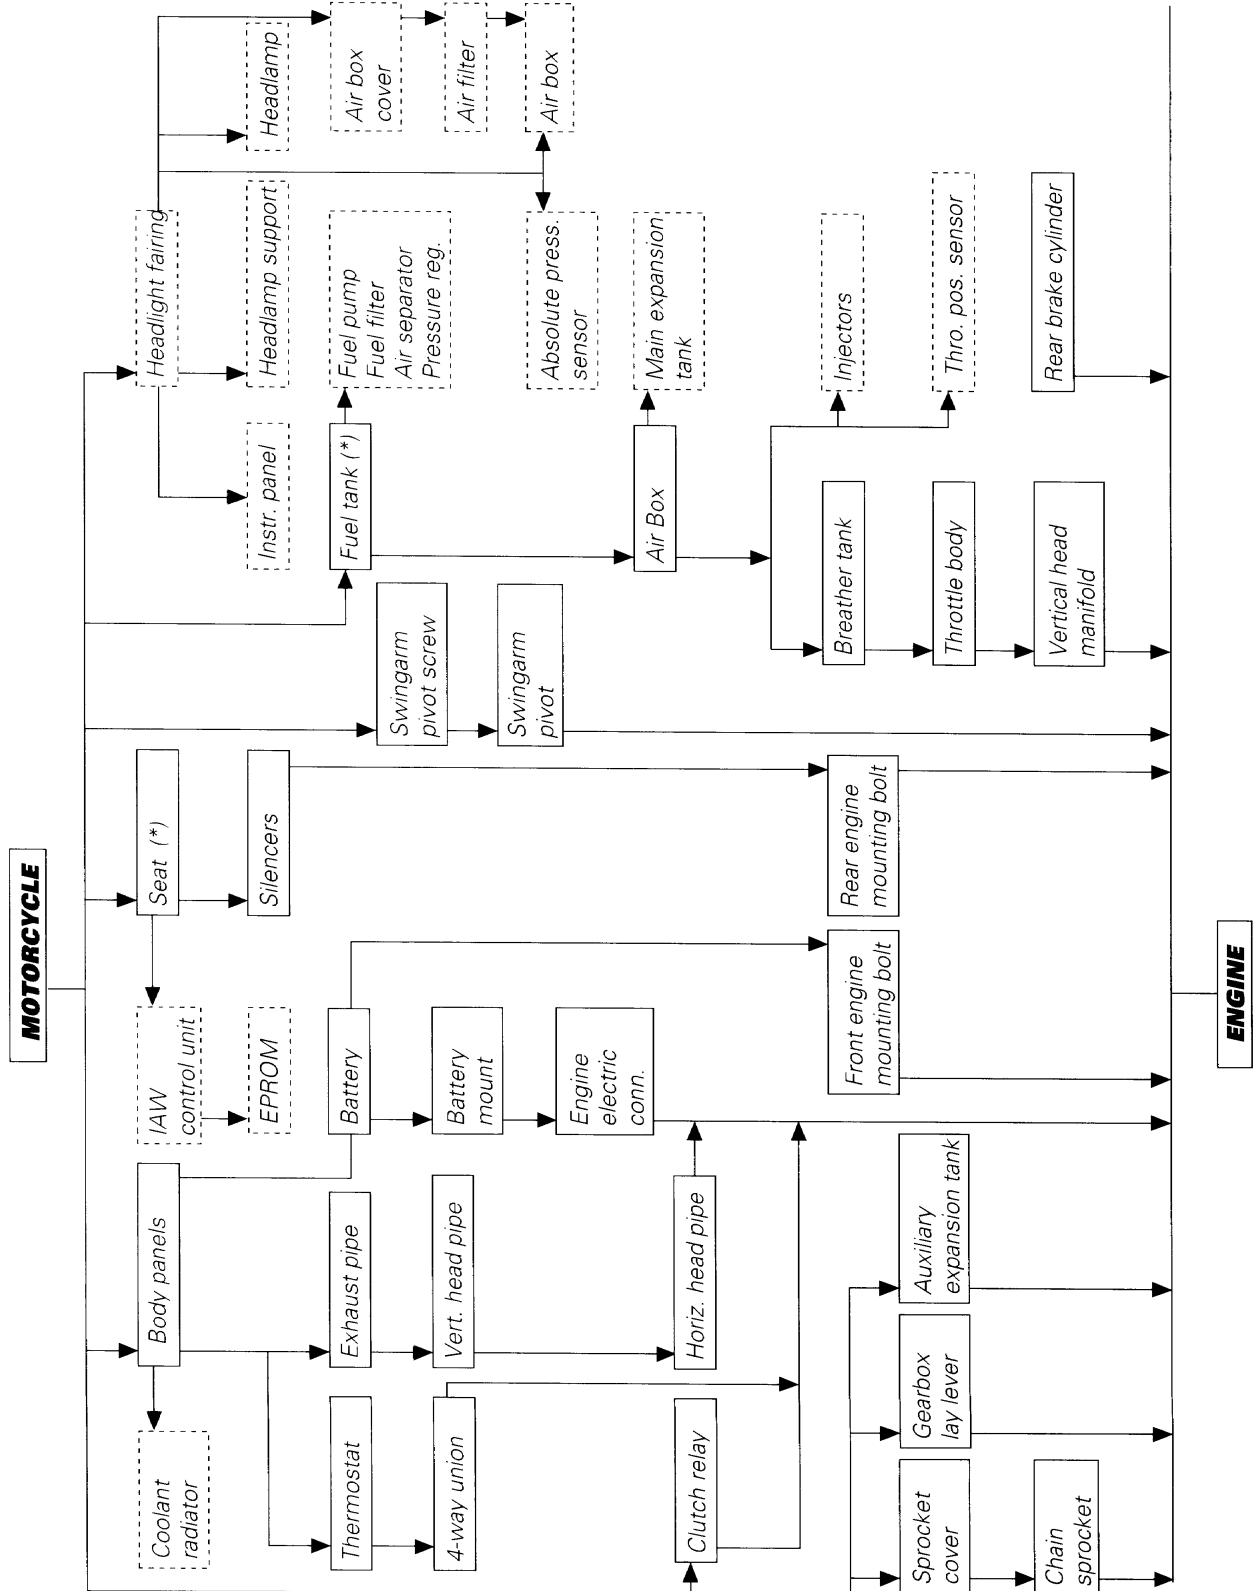 MOTORCYCLE
Headlight fairing
Seat (*)
IAW
control unit
Body panels
Coolant
radiator
Headlamp
Headlamp support
Instr. panel
Silencers
EPROM
Air box
cover
Fuel pump
Fuel filter
Air separator
Pressure reg.
Fuel tank (*)
Battery
Exhaust pipe
Thermostat
Swingarm
pivot screw
Air filter
Battery
mount
Vert. head pipe
4-way union
Air box
Absolute press.
sensor
Swingarm
pivot
Engine
electric
conn.
Main expansion
tank
Air Box
Horiz. head pipe
Clutch relay
Injectors
Breather tank
Rear engine
mounting bolt
Front engine
mounting bolt
Auxiliary
expansion tank
Gearbox
lay lever
Sprocket
cover
Thro. pos. sensor
Throttle body
Rear brake cylinder
Vertical head
manifold
Chain
sprocket
ENGINE